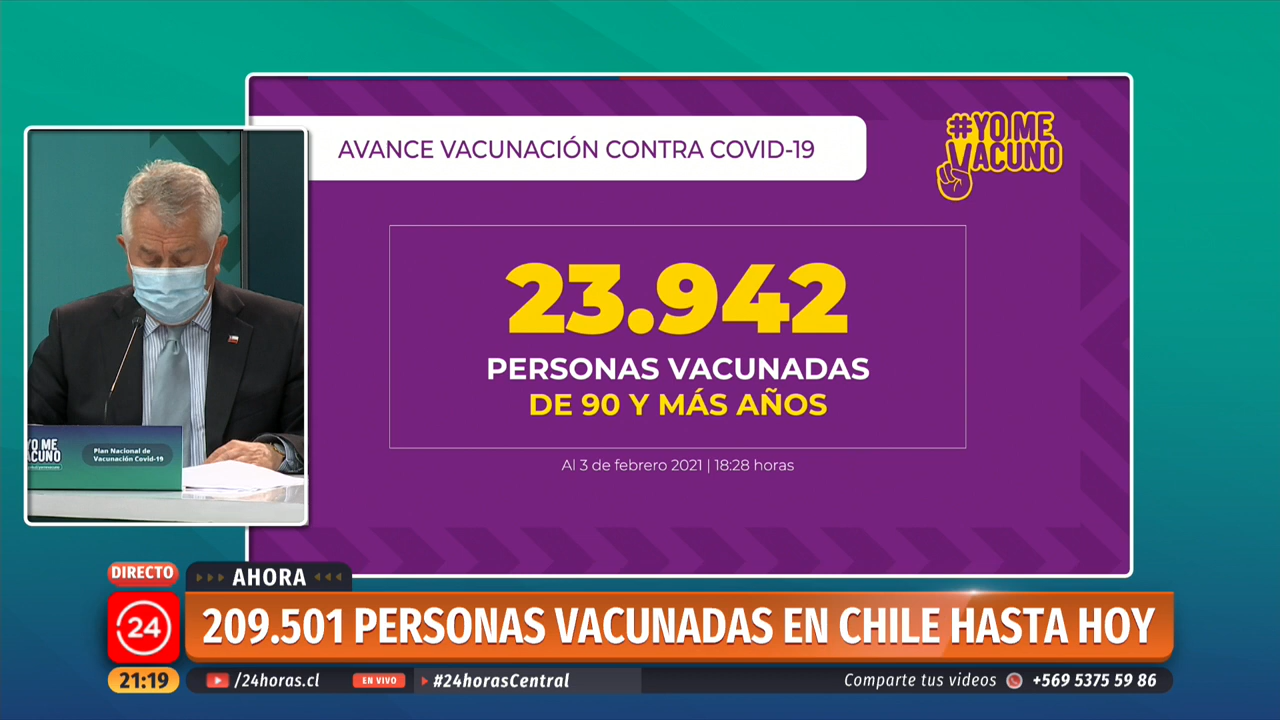 AVANCE VACUNACIÓN CONTRA COVID-19
#YO ME
VACUNO
23.942
PERSONAS VACUNADAS
DE 90 Y MÁS AÑOS
Al 3 de febrero 2021 | 18:28 horas
YO ME
ACUNO
Plan Nacional de
Vacunación Covid-19
DIRECTO
AHORA
24
209.501 PERSONAS VACUNADAS EN CHILE HASTA HOY
21:19
/24horas.cl
EN VIVO
#24horasCentral
Comparte tus videos
+569 5375 59 86